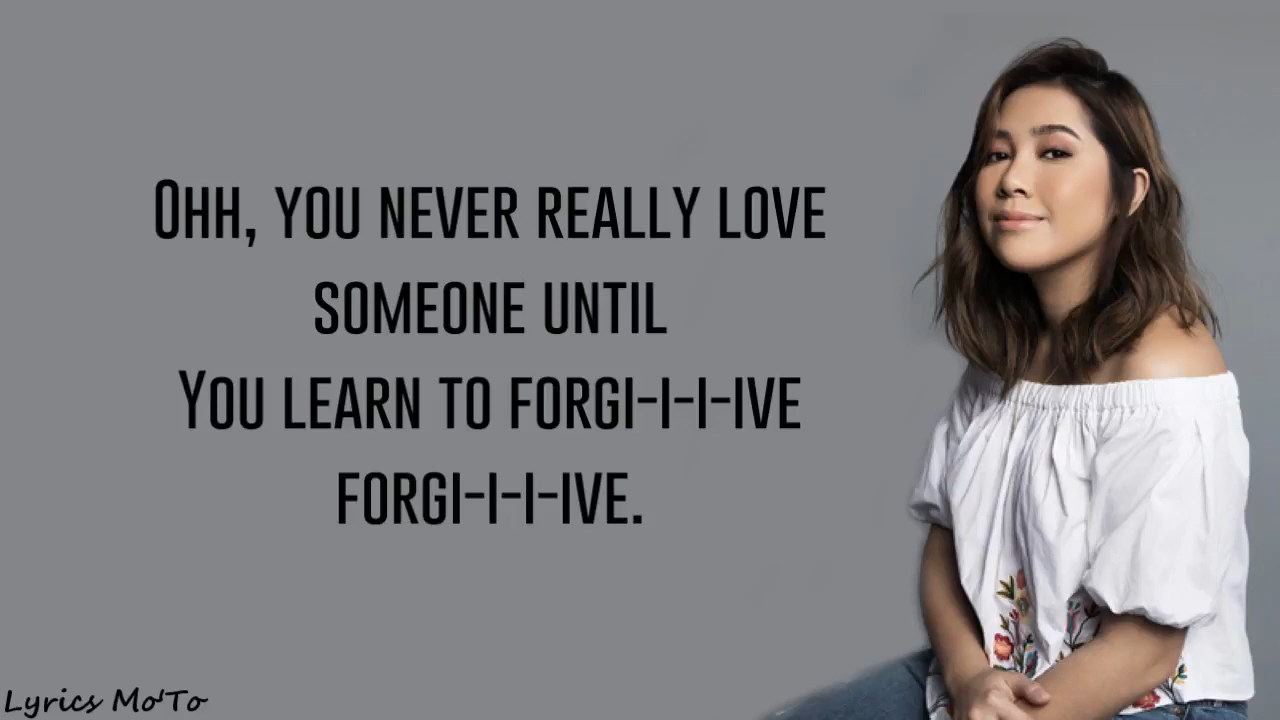 Ohh, you never really love
someone until
You learn to forgi-i-i-ive
forgi-i-i-ive.
Lyrics Mo'To